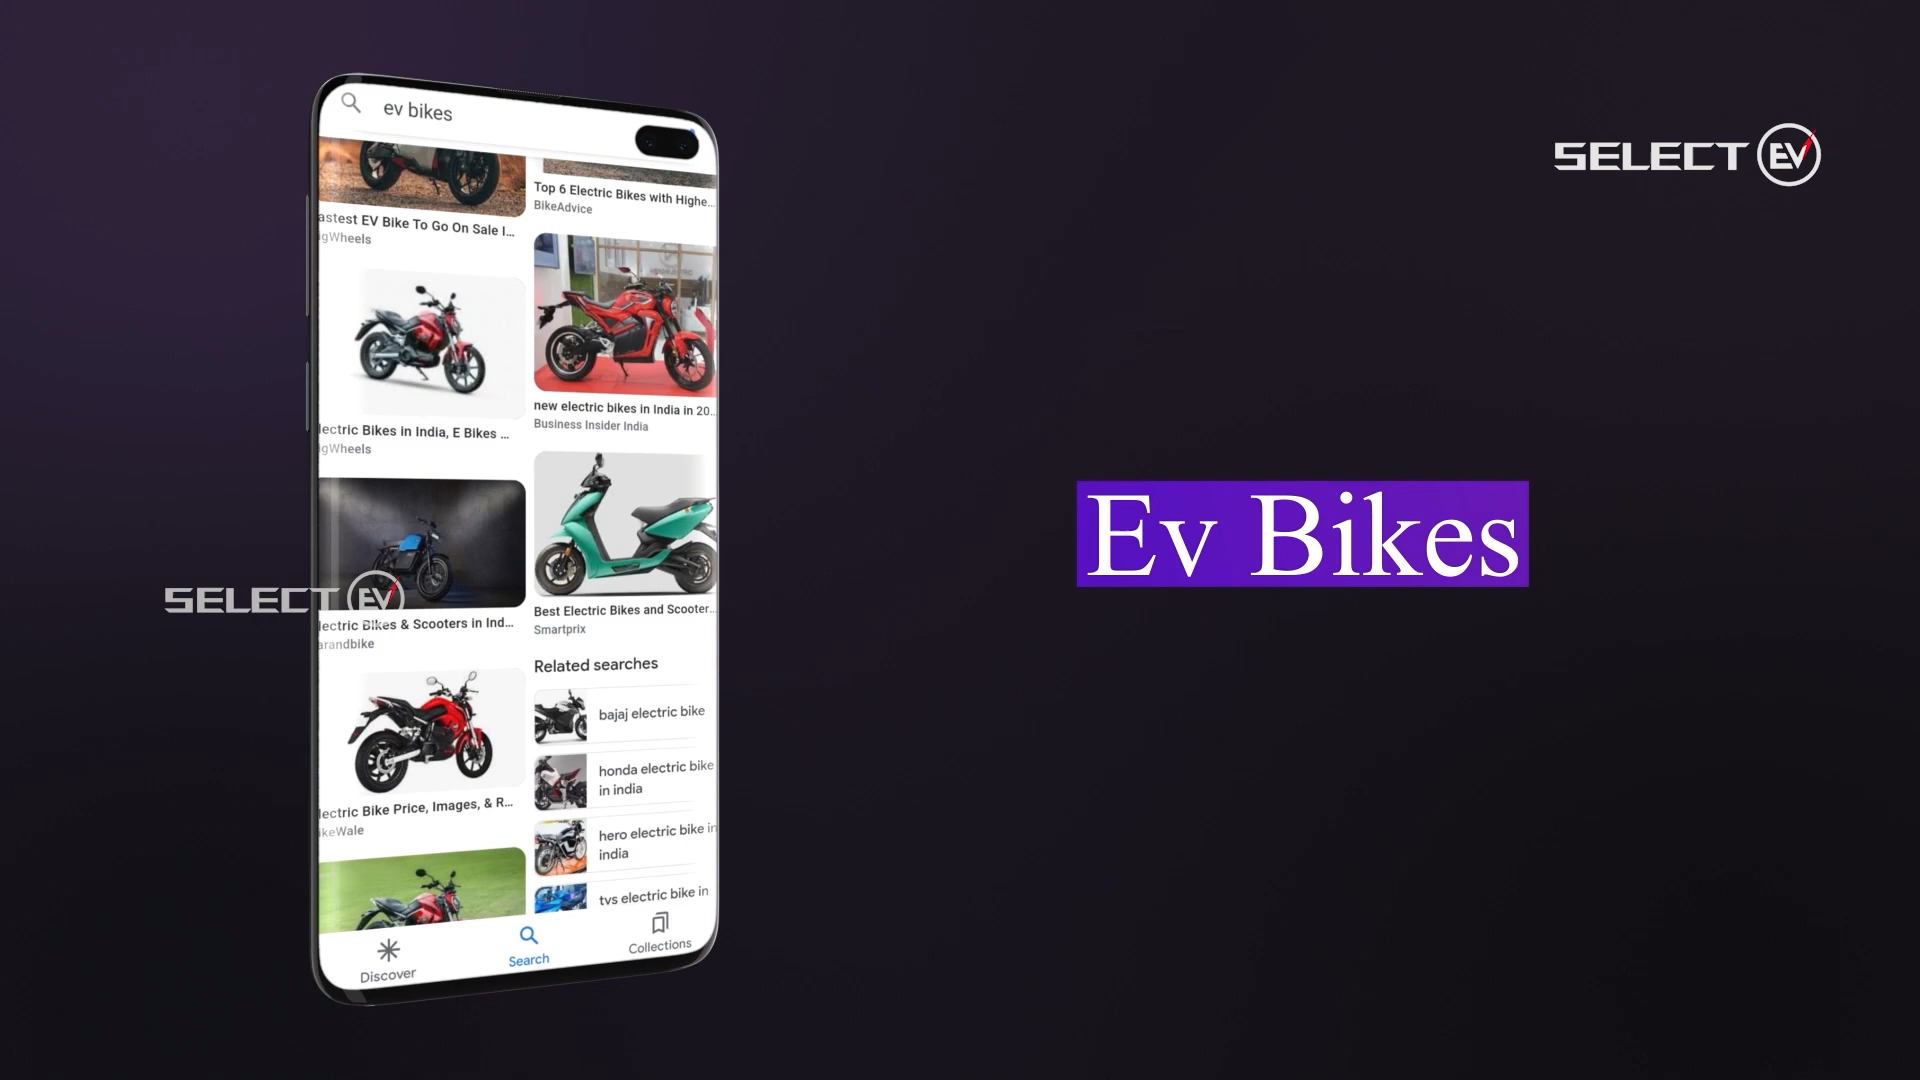 ev bikes
Top 6 Electric Bikes with Highe...
BikeAdvice
astest EV Bike To Go On Sale I...
igWheels
new electric bikes in India in 20...
Business Insider India
lectric Bikes in India, E Bikes ...
igWheels
lectric Bikes & Scooters in Ind...
arandbike
Best Electric Bikes and Scooter...
Smartprix
Related searches
bajaj electric bike
honda electric bike
in india
hero electric bike in
india
tvs electric bike in
lectric Bike Price, Images, & R...
ikeWale
Discover
Search
Collections
SELECT EV
SELECT EV
Ev Bikes